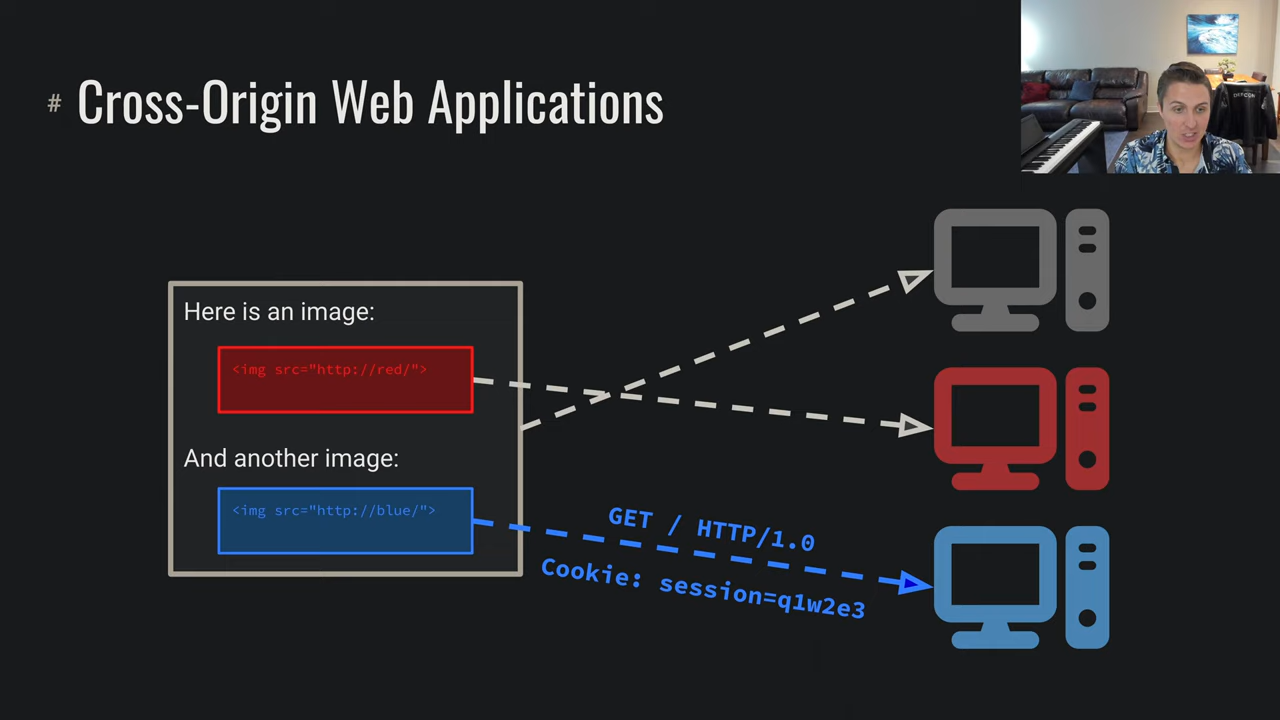 # Cross-Origin Web Applications
DEFCON
Here is an image:
<img src="http://red/">
And another image:
<img src="http://blue/">
GET / HTTP/1.0
Cookie: session=q1w2e3